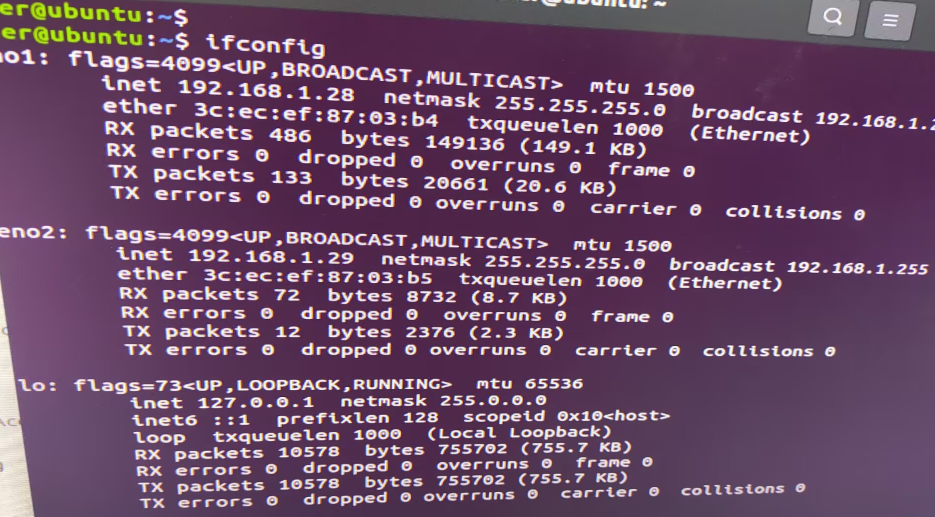 er@ubuntu: ~
er@ubuntu:~$
er@ubuntu:~$ ifconfig
no1: flags=4099<UP,BROADCAST,MULTICAST>  mtu 1500
inet 192.168.1.28  netmask 255.255.255.0  broadcast 192.168.1.2
ether 3c:ec:ef:87:03:b4  txqueuelen 1000  (Ethernet)
RX packets 486  bytes 149136 (149.1 KB)
RX errors 0  dropped 0  overruns 0  frame 0
TX packets 133  bytes 20661 (20.6 KB)
TX errors 0  dropped 0 overruns 0  carrier 0  collisions 0
eno2: flags=4099<UP,BROADCAST,MULTICAST>  mtu 1500
inet 192.168.1.29  netmask 255.255.255.0  broadcast 192.168.1.255
ether 3c:ec:ef:87:03:b5  txqueuelen 1000  (Ethernet)
RX packets 72  bytes 8732 (8.7 KB)
RX errors 0  dropped 0  overruns 0  frame 0
TX packets 12  bytes 2376 (2.3 KB)
TX errors 0  dropped 0 overruns 0  carrier 0  collisions 0
lo: flags=73<UP,LOOPBACK,RUNNING>  mtu 65536
inet 127.0.0.1  netmask 255.0.0.0
inet6 ::1  prefixlen 128  scopeid 0x10<host>
loop  txqueuelen 1000  (Local Loopback)
RX packets 10578  bytes 755702 (755.7 KB)
RX errors 0  dropped 0  overruns 0  frame 0
TX packets 10578  bytes 755702 (755.7 KB)
TX errors 0  dropped 0 overruns 0  carrier 0  collisions 0